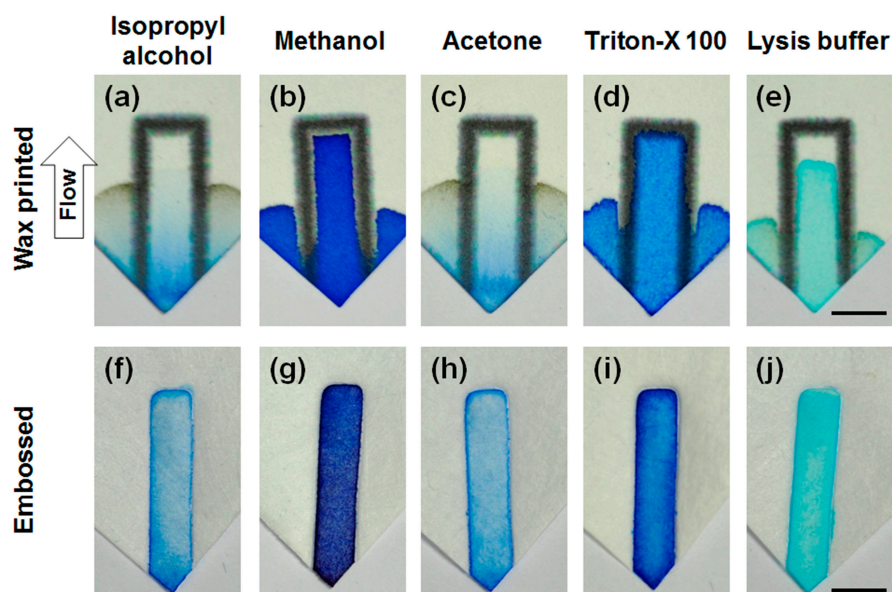 Isopropyl
alcohol
Methanol
Acetone
Triton-X 100
Lysis buffer
Wax printed
Flow
(a)
(b)
(c)
(d)
(e)
Embossed
(f)
(g)
(h)
(i)
(j)